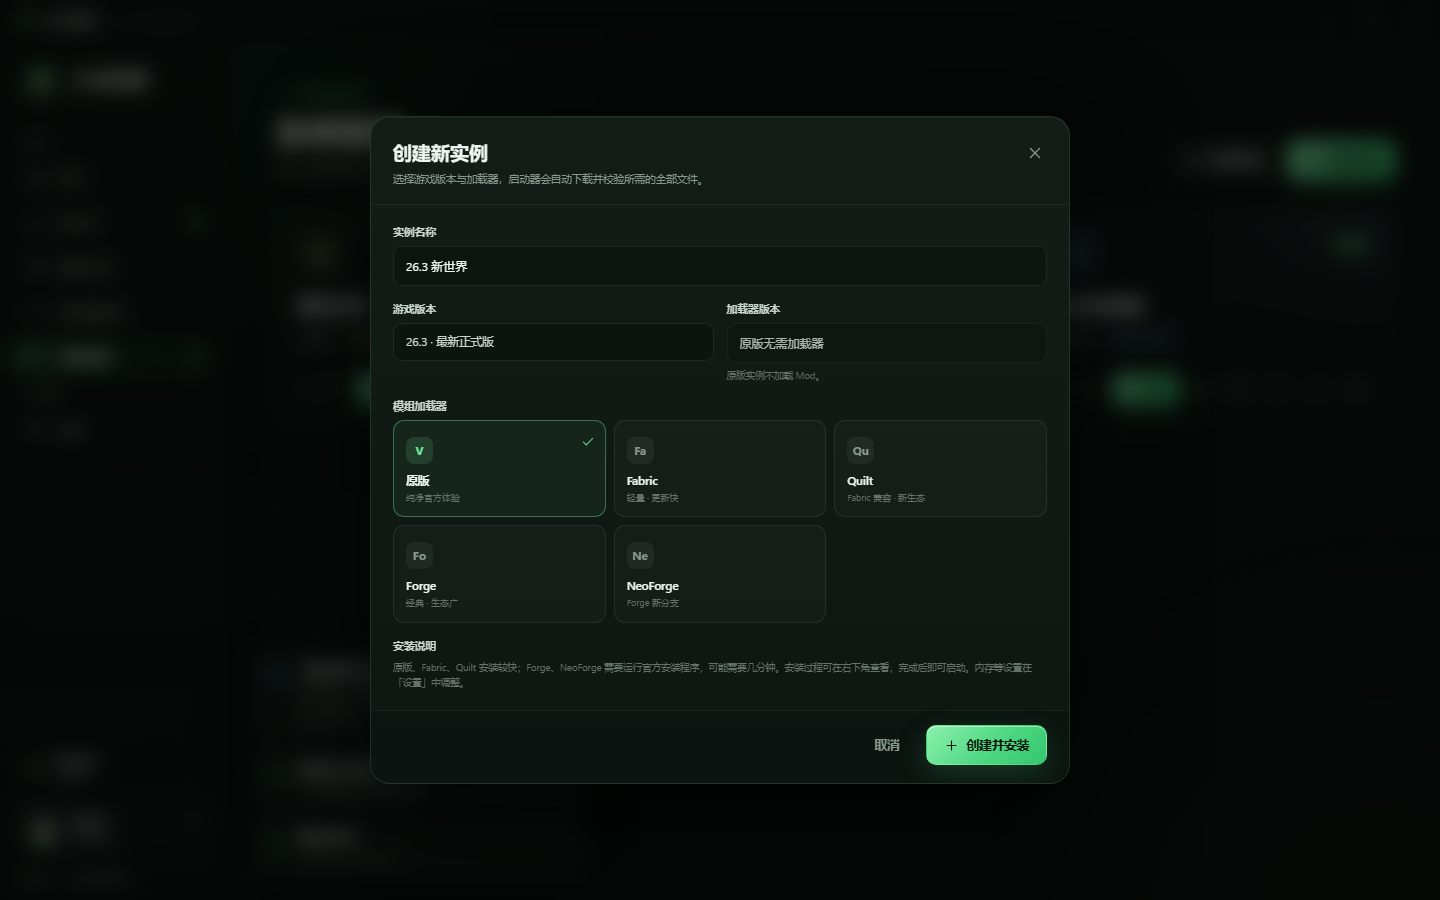 创建新实例
选择游戏版本与加载器，启动器会自动下载并校验所需的全部文件。
实例名称
26.3 新世界
游戏版本
加载器版本
26.3 · 最新正式版
原版无需加载器
原版实例不加载 Mod。
模组加载器
V
Fa
Qu
原版
Fabric
Quilt
纯净官方体验
轻量 · 更新快
Fabric 兼容 · 新生态
Fo
Ne
Forge
NeoForge
经典 · 生态广
Forge 新分支
安装说明
原版、Fabric、Quilt 安装较快；Forge、NeoForge 需要运行官方安装程序，可能需要几分钟。安装过程可在右下角查看，完成后即可启动。内存等设置在
「设置」中调整。
取消
创建并安装